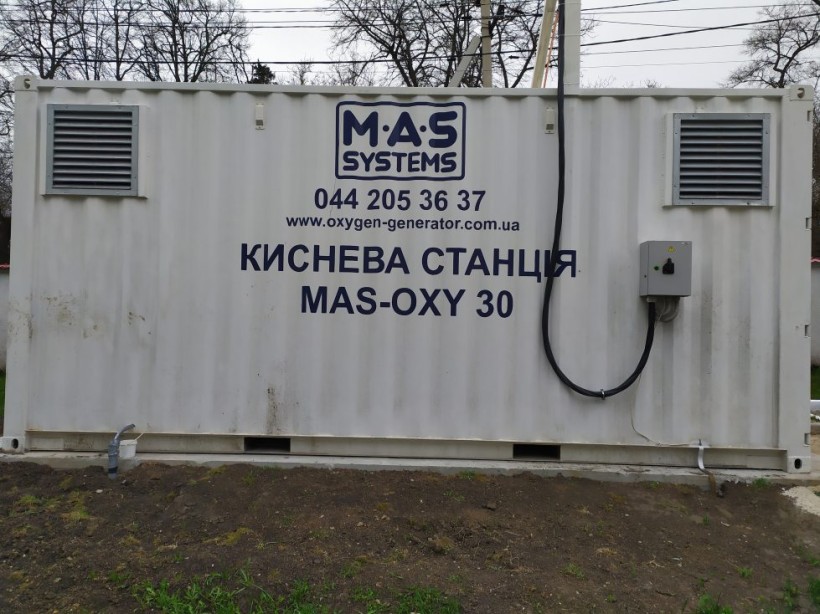 M·A·S
SYSTEMS
044 205 36 37
www.oxygen-generator.com.ua
КИСНЕВА СТАНЦІЯ
MAS-OXY 30